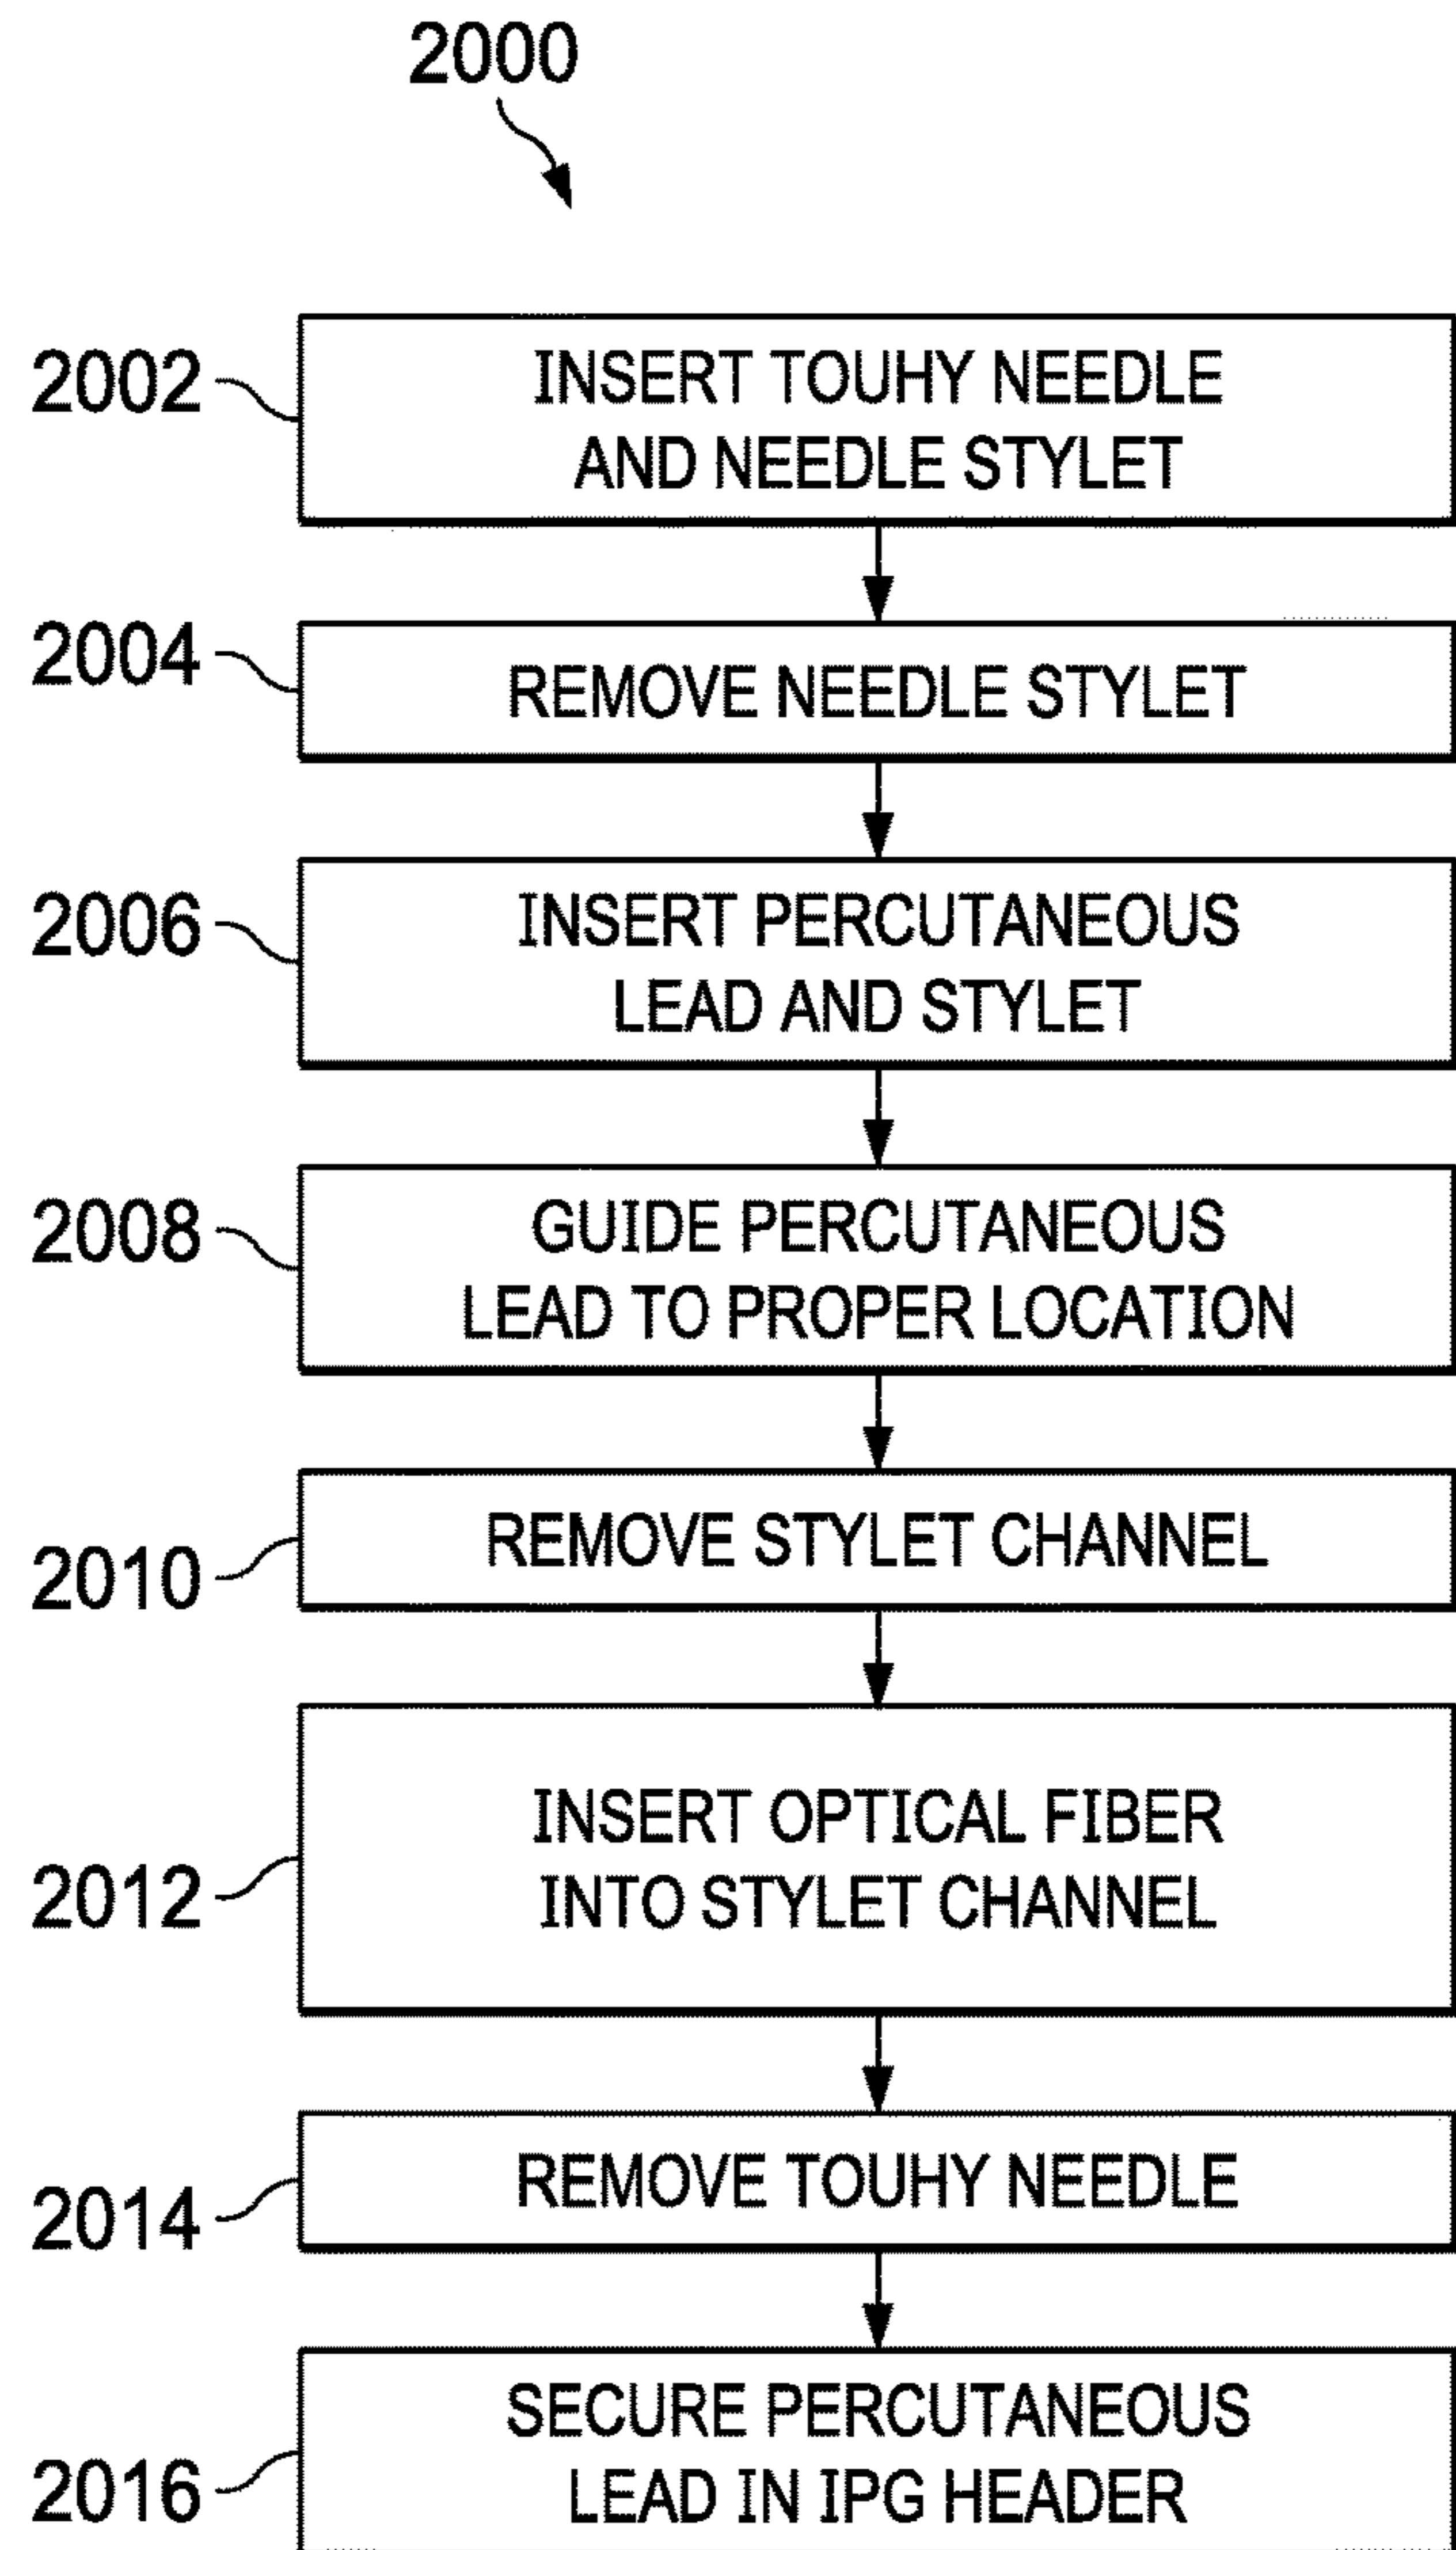 2000
2002
INSERT TOUHY NEEDLE
AND NEEDLE STYLET
2004
REMOVE NEEDLE STYLET
2006
INSERT PERCUTANEOUS
LEAD AND STYLET
2008
GUIDE PERCUTANEOUS
LEAD TO PROPER LOCATION
2010
REMOVE STYLET CHANNEL
2012
INSERT OPTICAL FIBER
INTO STYLET CHANNEL
2014
REMOVE TOUHY NEEDLE
2016
SECURE PERCUTANEOUS
LEAD IN IPG HEADER